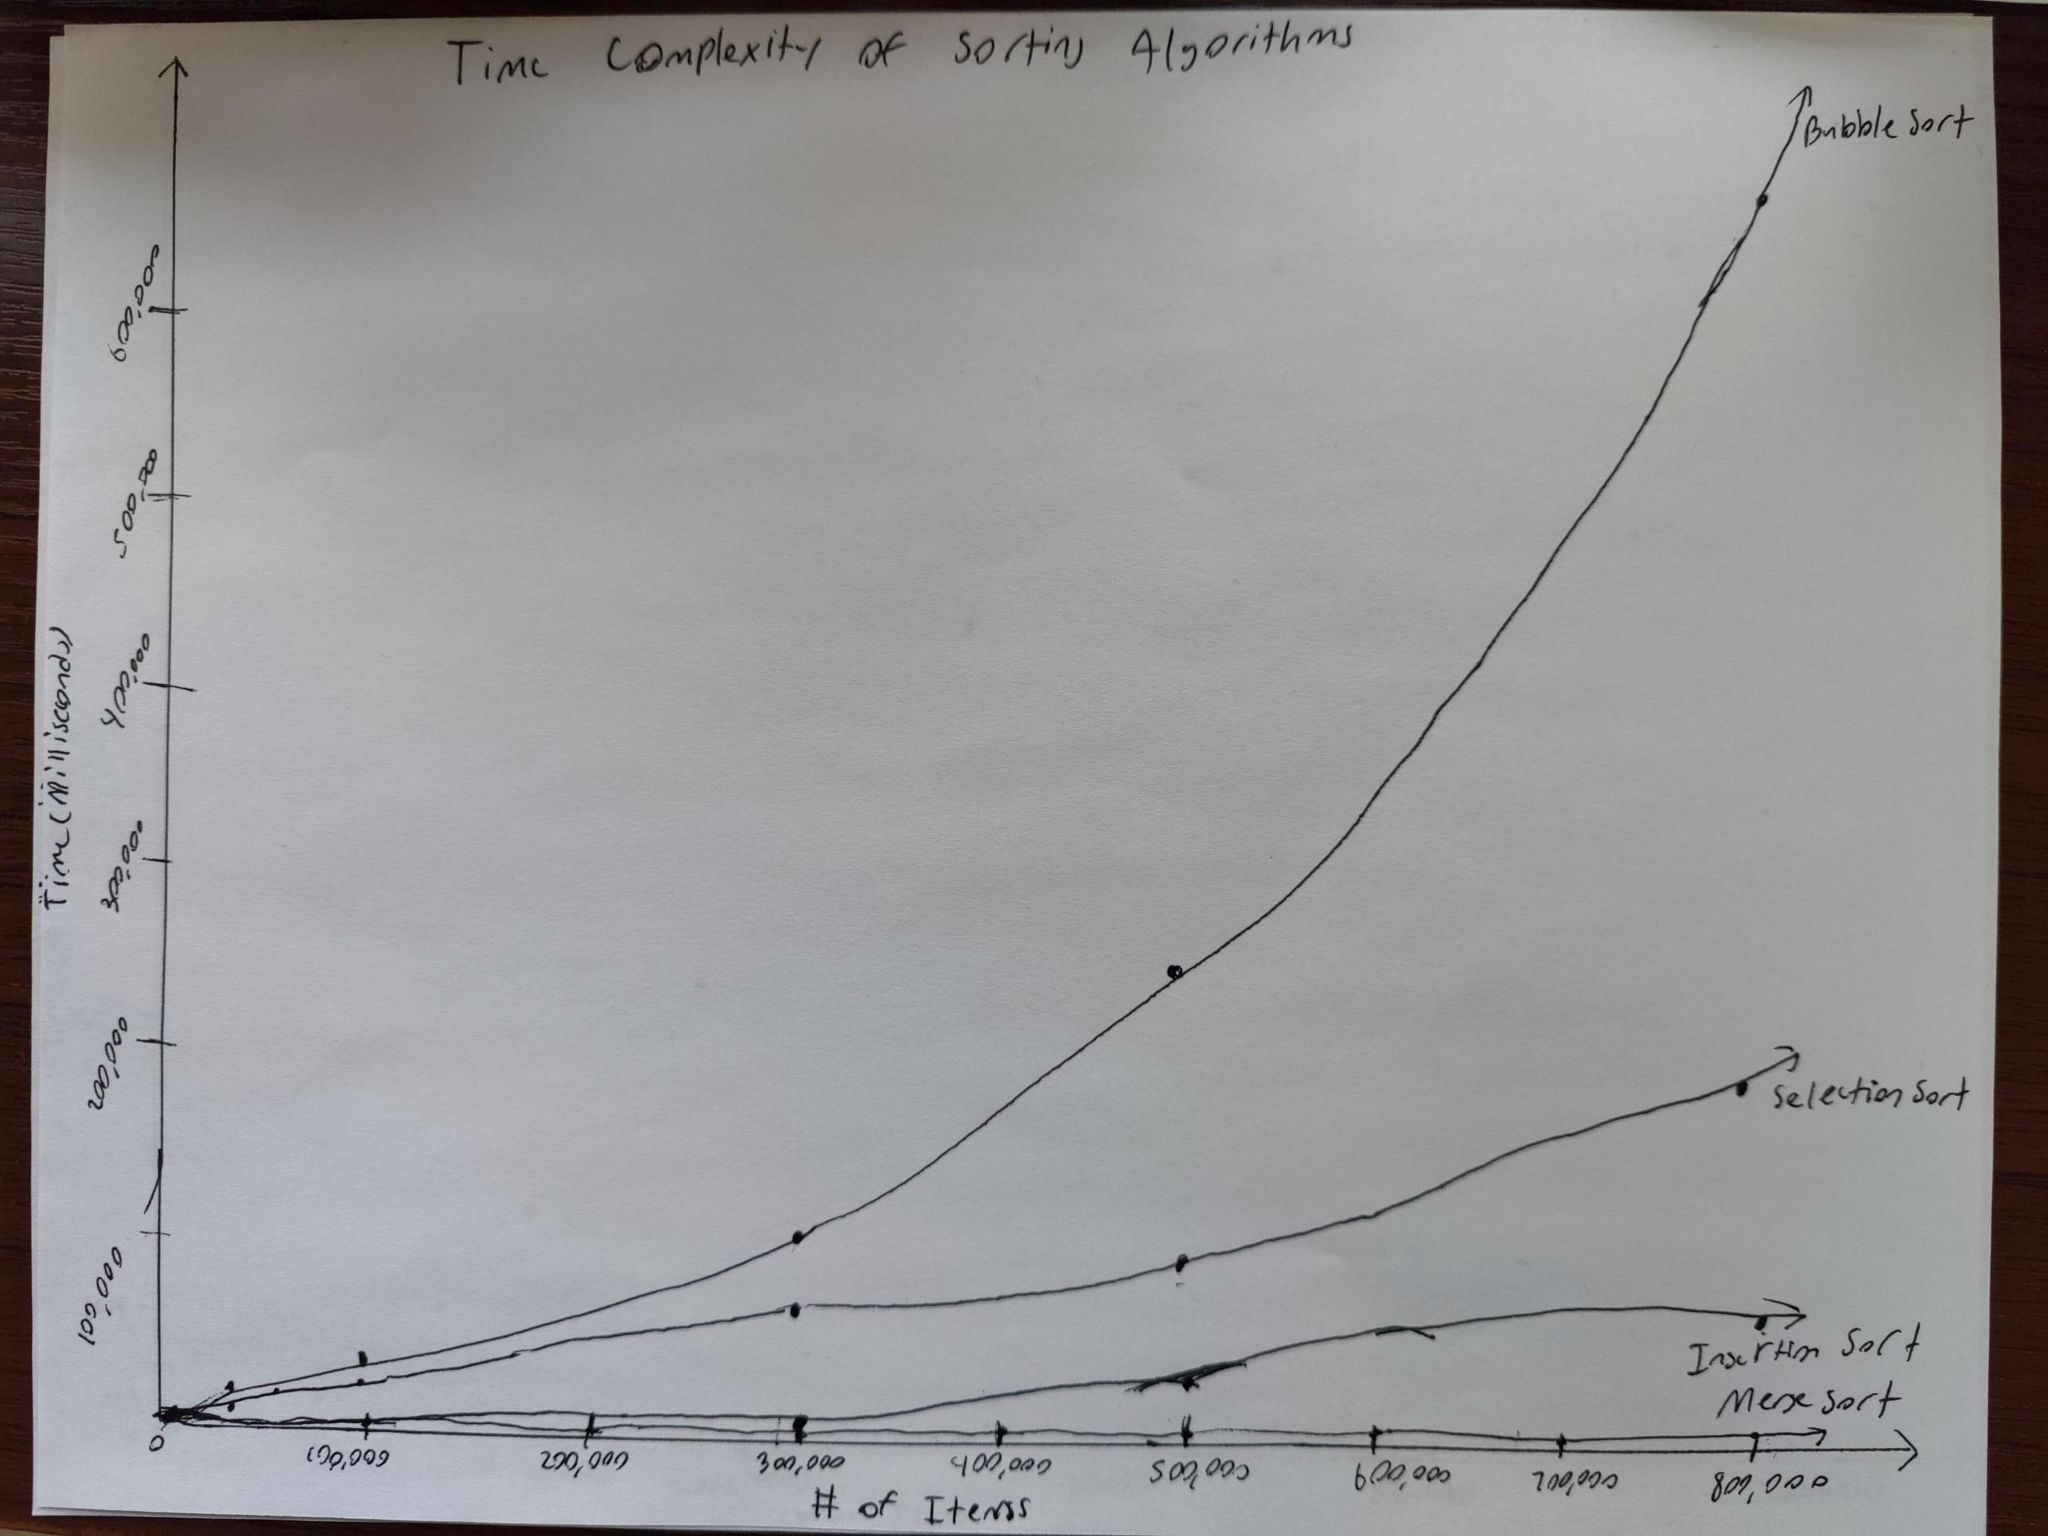 Time Complexity of Sorting Algorithms
Bubble Sort
600,000
500,000
400,000
300,000
200,000
100,000
Time (Milliseconds)
Selection Sort
Insertion Sort
Merge Sort
0
100,000
200,000
300,000
400,000
500,000
600,000
700,000
800,000
# of Items